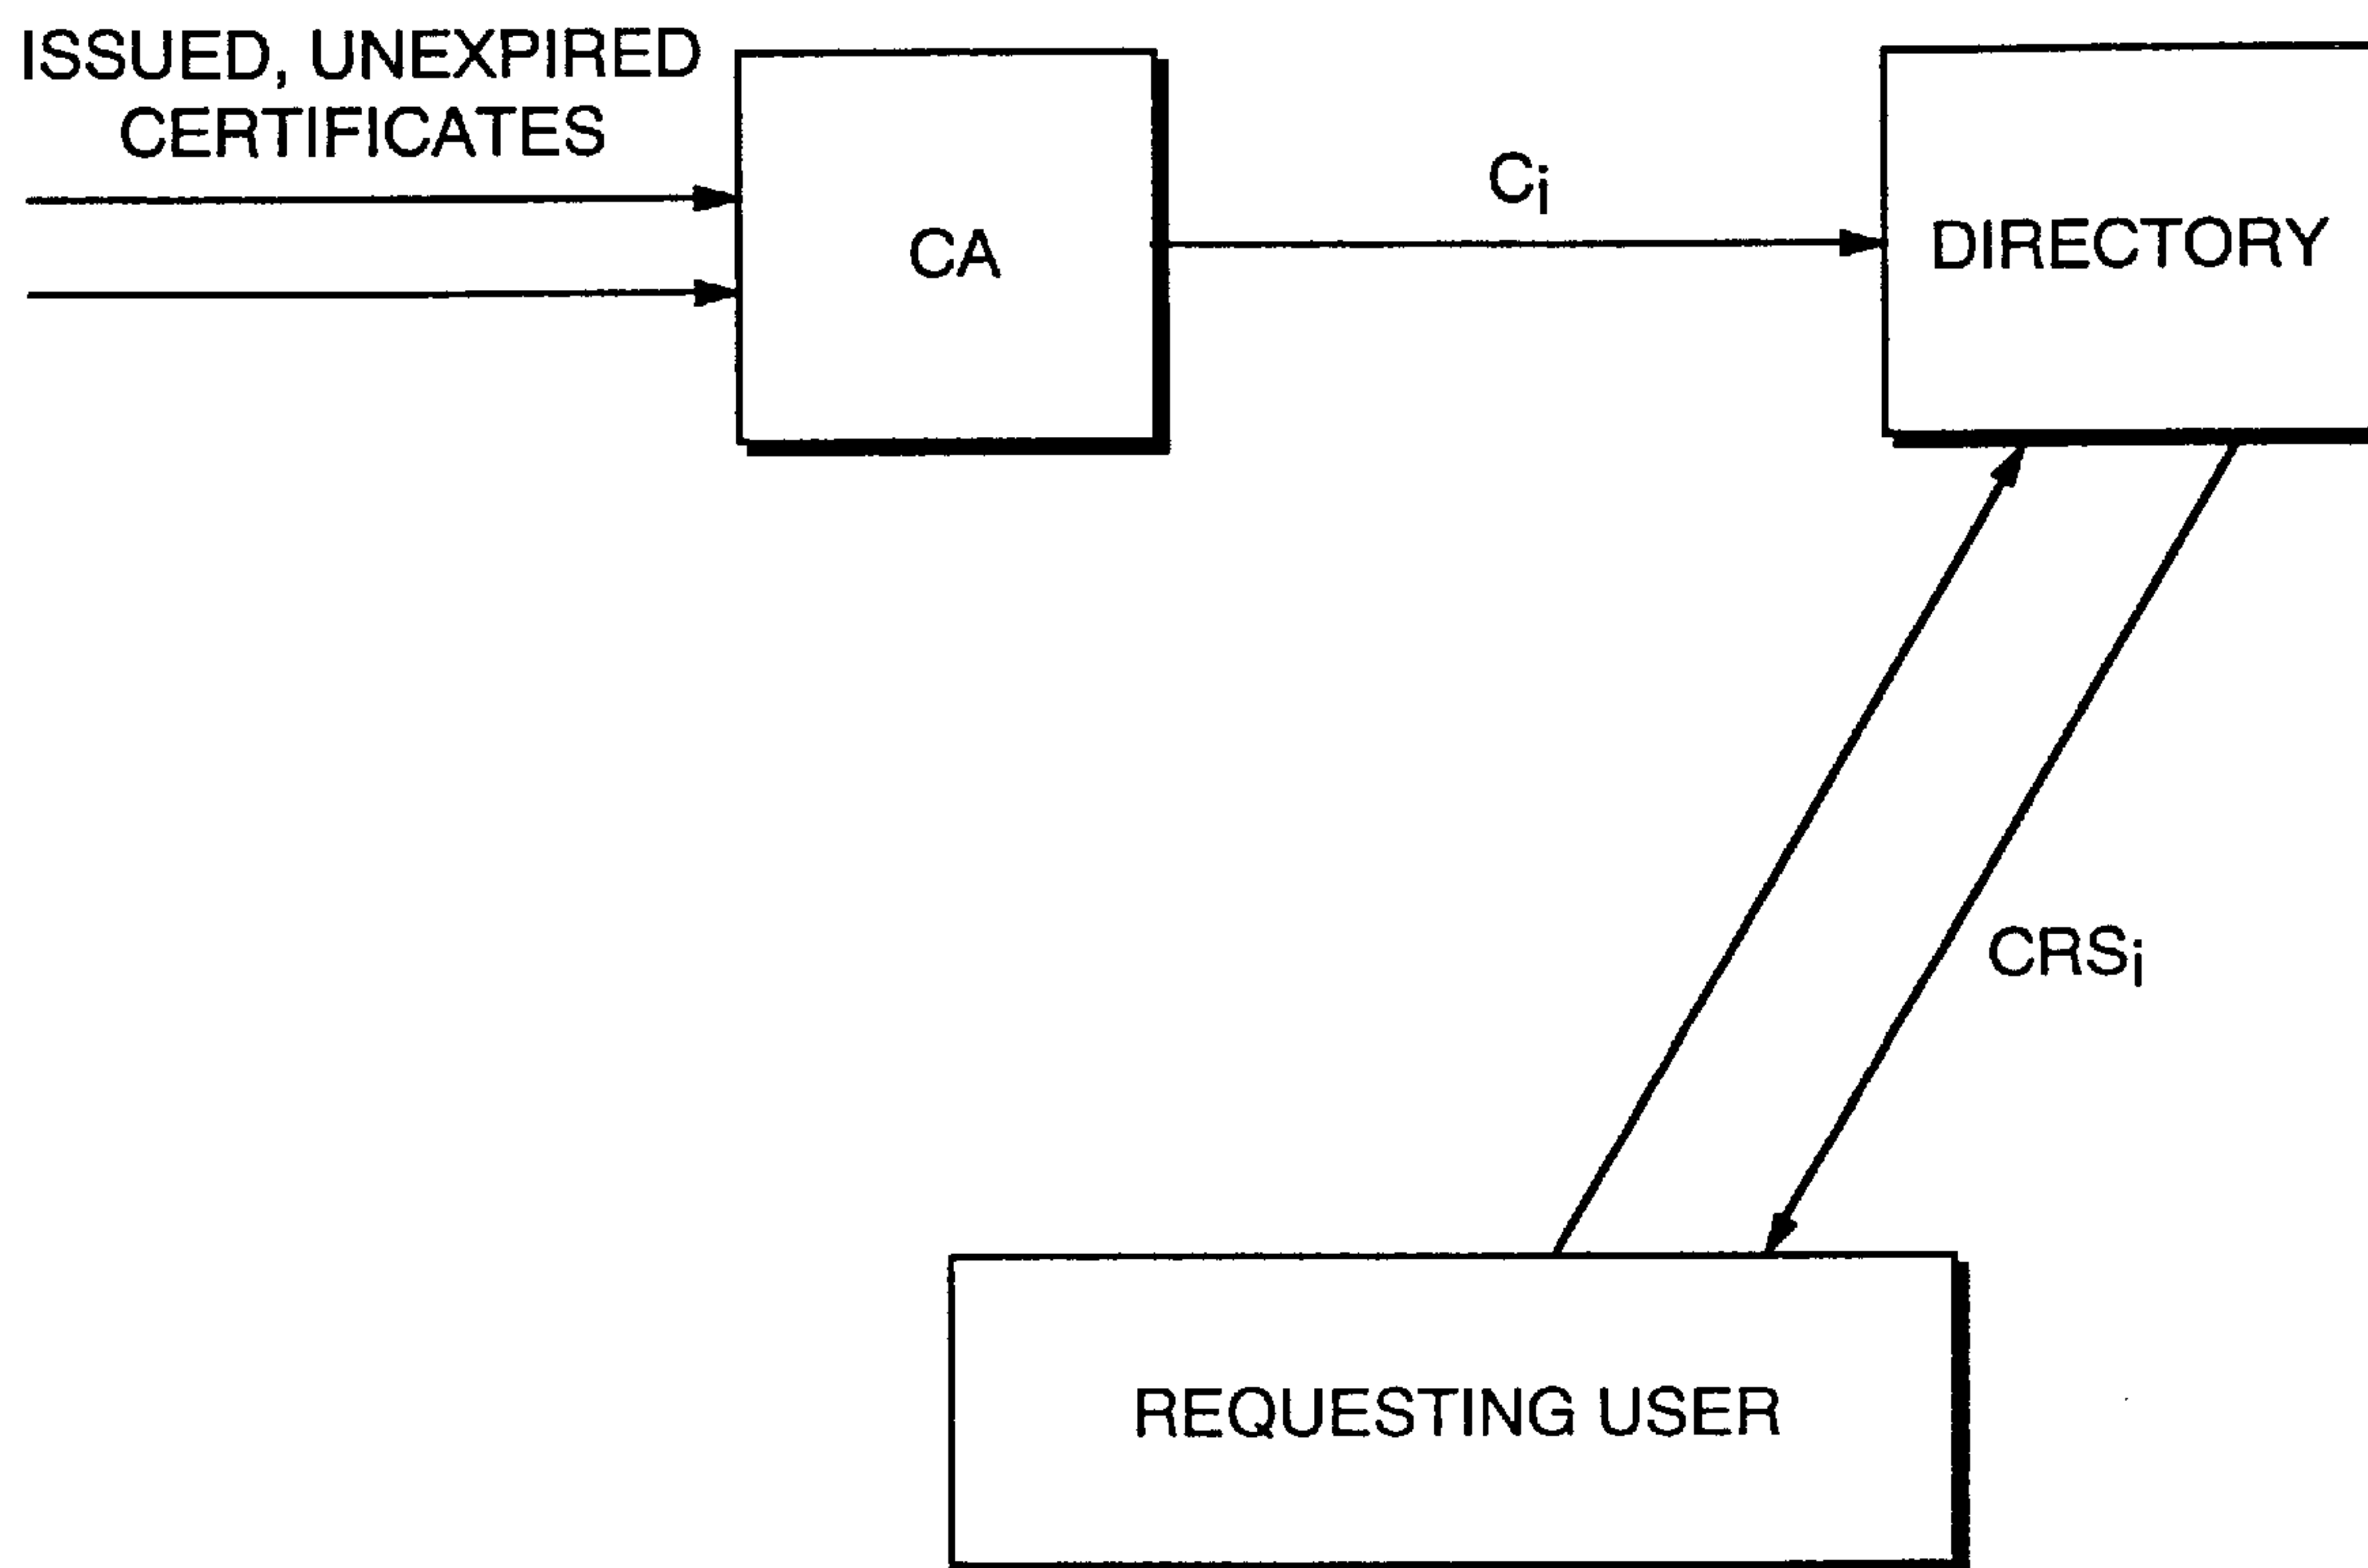 ISSUED, UNEXPIRED
CERTIFICATES
CA
Ci
DIRECTORY
CRSi
REQUESTING USER